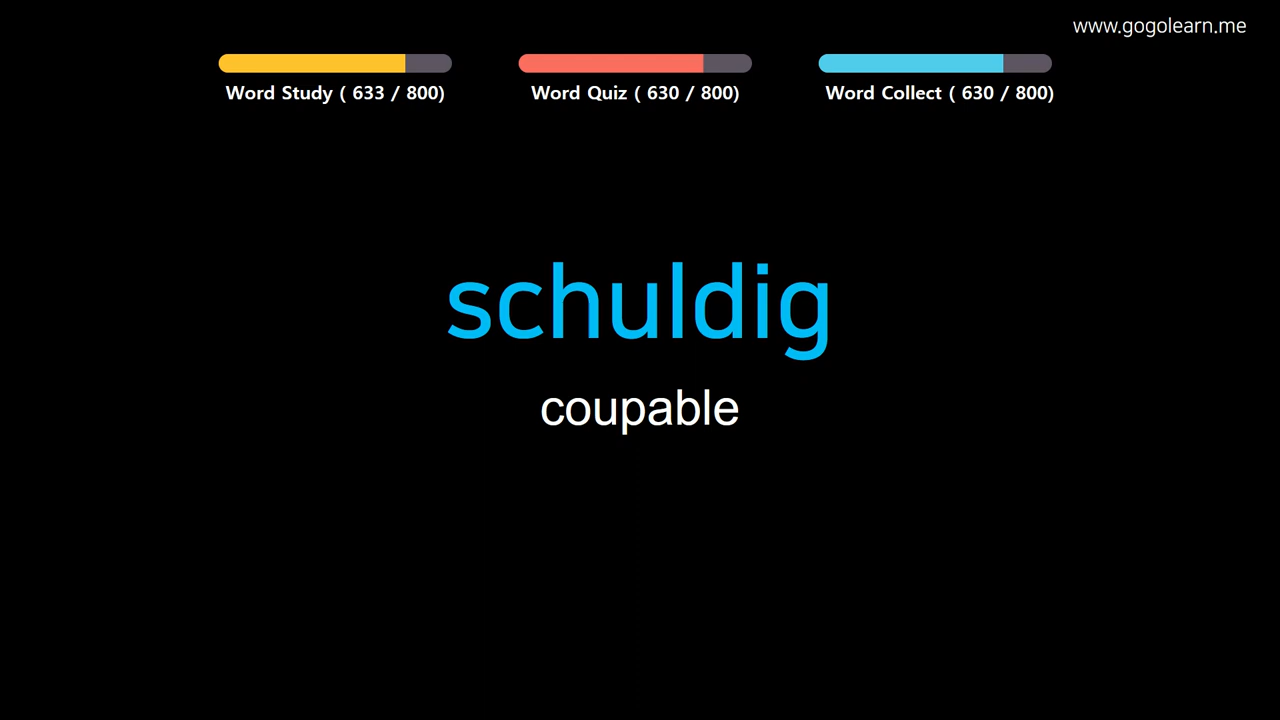 www.gogolearn.me
Word Study ( 633 / 800)
Word Quiz ( 630 / 800)
Word Collect ( 630 / 800)
schuldig
coupable